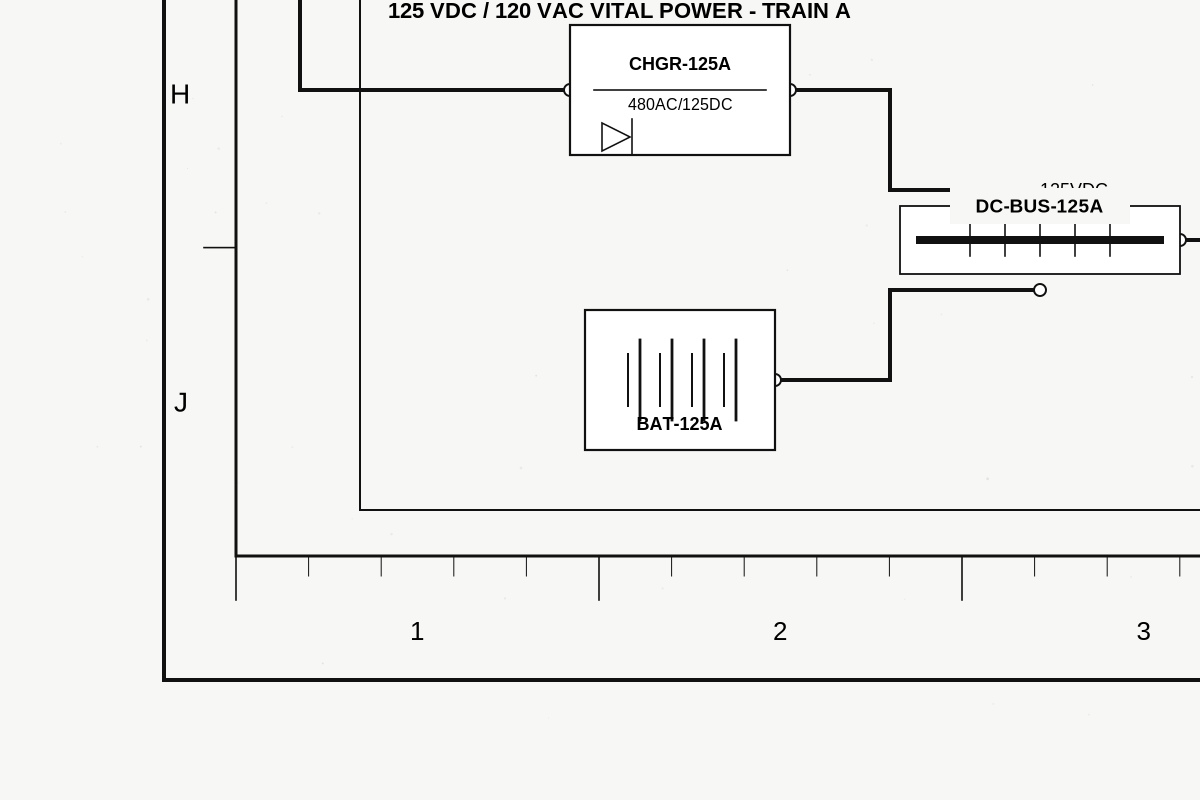 125 VDC / 120 VAC VITAL POWER - TRAIN A
CHGR-125A
H
480AC/125DC
125VDC
DC-BUS-125A
J
BAT-125A
1 2 3